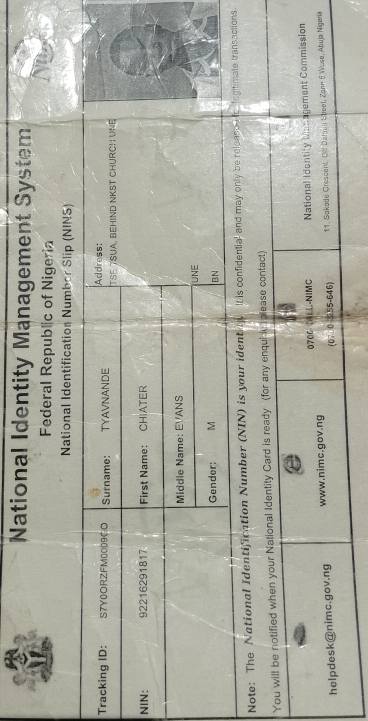 National Identity Management System
Federal Republic of Nigeria
National Identification Number Slip (NINS)
Tracking ID: S7Y0ORZFM0009CO
Surname: TYAVNANDE
Address:
BEHIND NKST CHURCH UNE
NIN: 92216291817
First Name: CHIATER
Middle Name: EVANS
UNE
Gender: M
BN
Note: The National Identification Number (NIN) is your identity. It is confidential and may only be released for legitimate transactions.
You will be notified when your National Identity Card is ready (for any enquiries please contact)
helpdesk@nimc.gov.ng
www.nimc.gov.ng
0700-CALL-NIMC
National Identity Management Commission
11, Sokode Crescent, Off Dalaba Street, Zone 5 Wuse, Abuja Nigeria